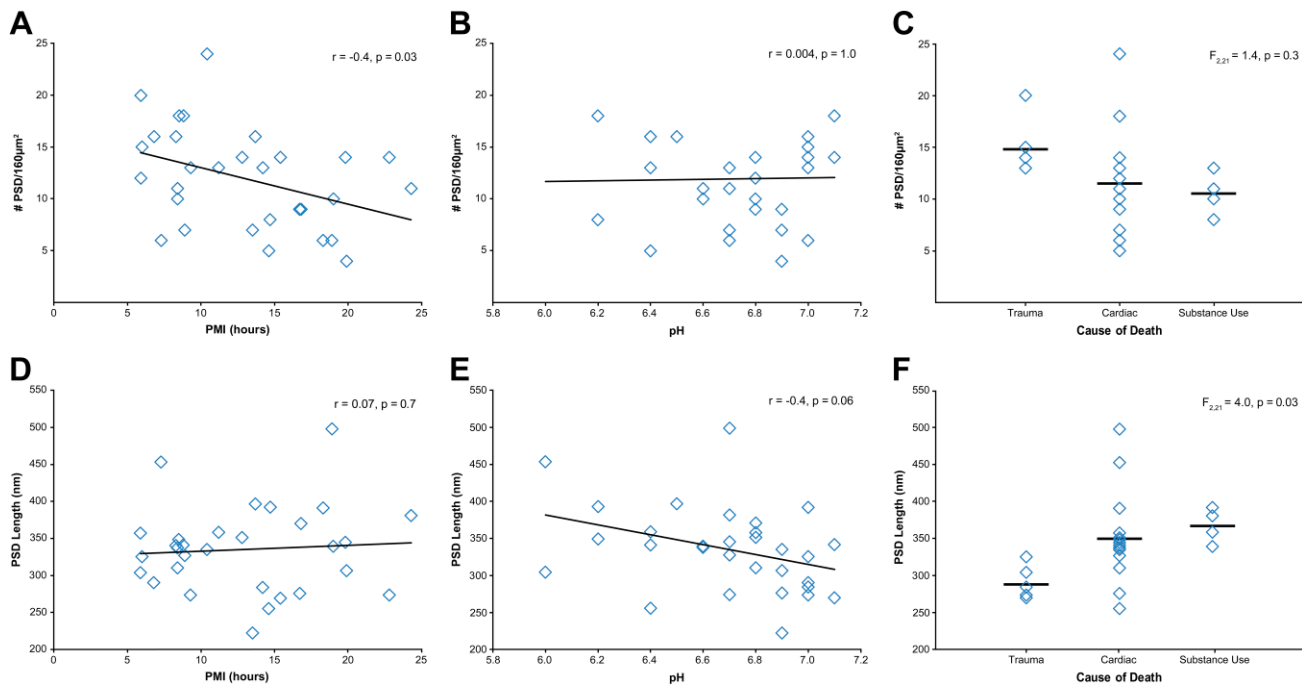 A
r = -0.4, p = 0.03
# PSD/160µm²
25
20
15
10
5
0
5
10
15
20
25
PMI (hours)
B
r = 0.004, p = 1.0
# PSD/160µm²
25
20
15
10
5
5.8
6.0
6.2
6.4
6.6
6.8
7.0
7.2
pH
C
F2,21 = 1.4, p = 0.3
# PSD/160µm²
25
20
15
10
5
Trauma
Cardiac
Substance Use
Cause of Death
D
r = 0.07, p = 0.7
PSD Length (nm)
550
500
450
400
350
300
250
200
0
5
10
15
20
25
PMI (hours)
E
r = -0.4, p = 0.06
PSD Length (nm)
550
500
450
400
350
300
250
200
5.8
6.0
6.2
6.4
6.6
6.8
7.0
7.2
pH
F
F2,21 = 4.0, p = 0.03
PSD Length (nm)
550
500
450
400
350
300
250
200
Trauma
Cardiac
Substance Use
Cause of Death